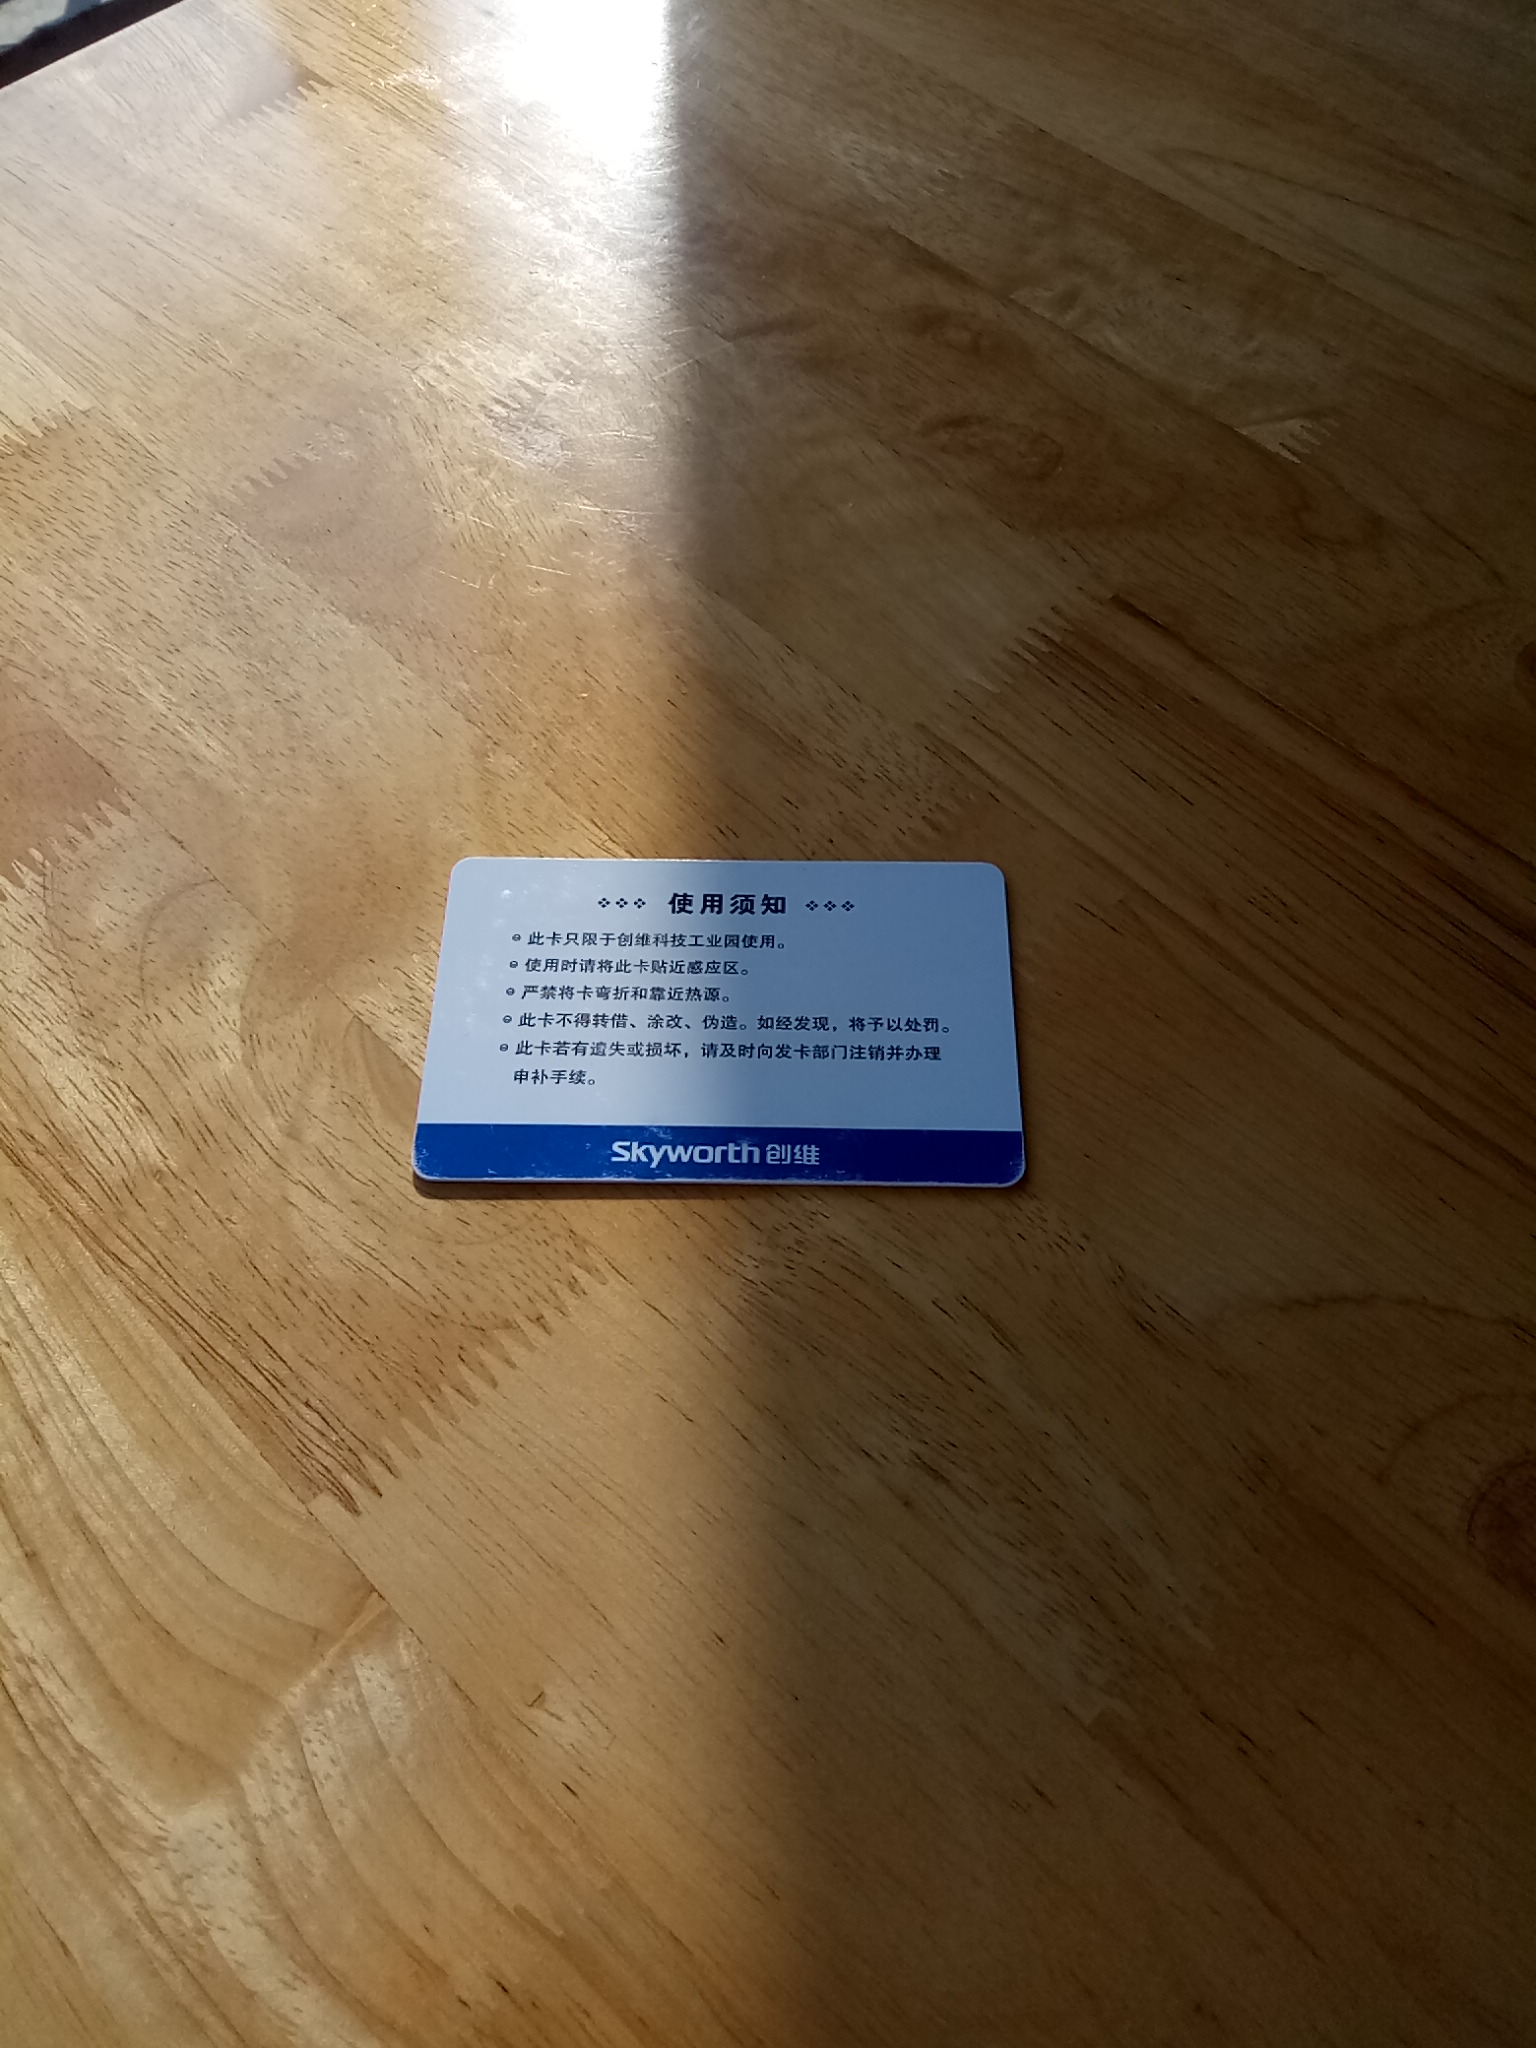 ❖❖❖ 使用须知 ❖❖❖
⊖ 此卡只限于创维科技工业园使用。
⊖ 使用时请将此卡贴近感应区。
⊖ 严禁将卡弯折和靠近热源。
⊖ 此卡不得转借、涂改、伪造。如经发现，将予以处罚。
⊖ 此卡若有遗失或损坏，请及时向发卡部门注销并办理
申补手续。
Skyworth 创维